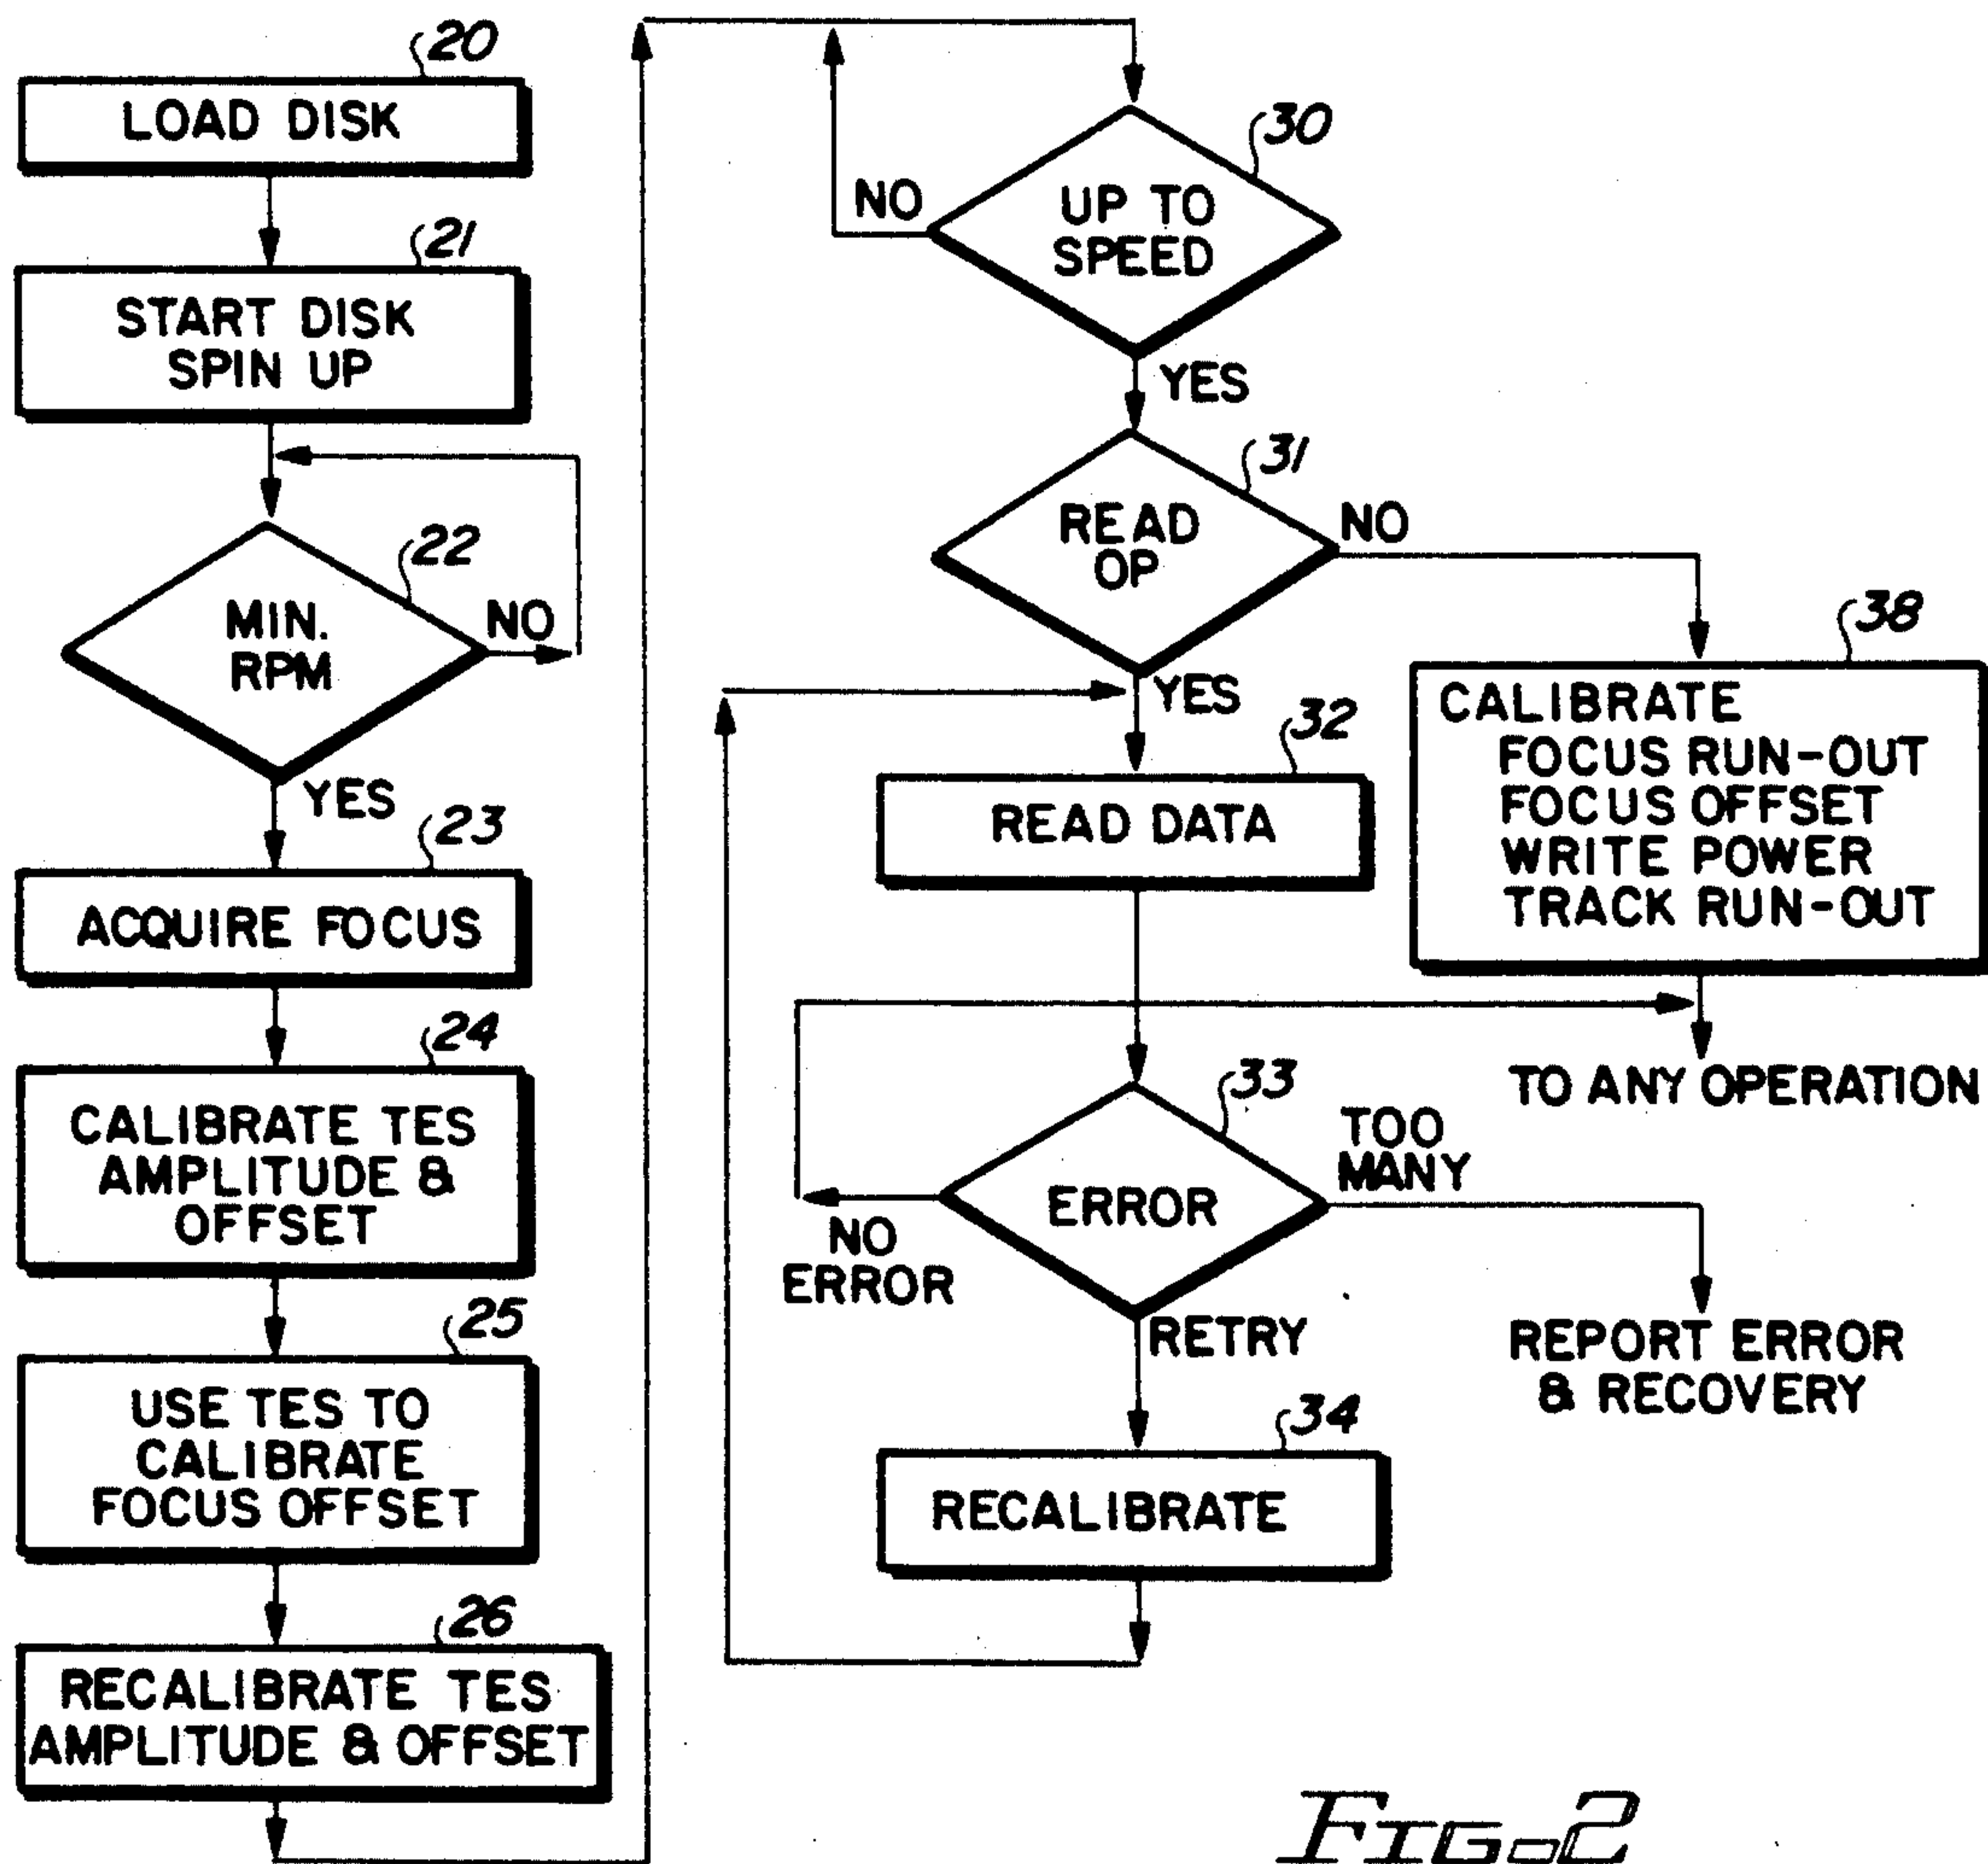 20
LOAD DISK
21
START DISK
SPIN UP
22
MIN.
RPM
NO
YES
23
ACQUIRE FOCUS
24
CALIBRATE TES
AMPLITUDE &
OFFSET
25
USE TES TO
CALIBRATE
FOCUS OFFSET
26
RECALIBRATE TES
AMPLITUDE & OFFSET
30
UP TO
SPEED
NO
YES
31
READ
OP
NO
YES
32
READ DATA
38
CALIBRATE
FOCUS RUN-OUT
FOCUS OFFSET
WRITE POWER
TRACK RUN-OUT
TO ANY OPERATION
33
ERROR
TOO
MANY
NO
ERROR
RETRY
REPORT ERROR
& RECOVERY
34
RECALIBRATE
FIG-2